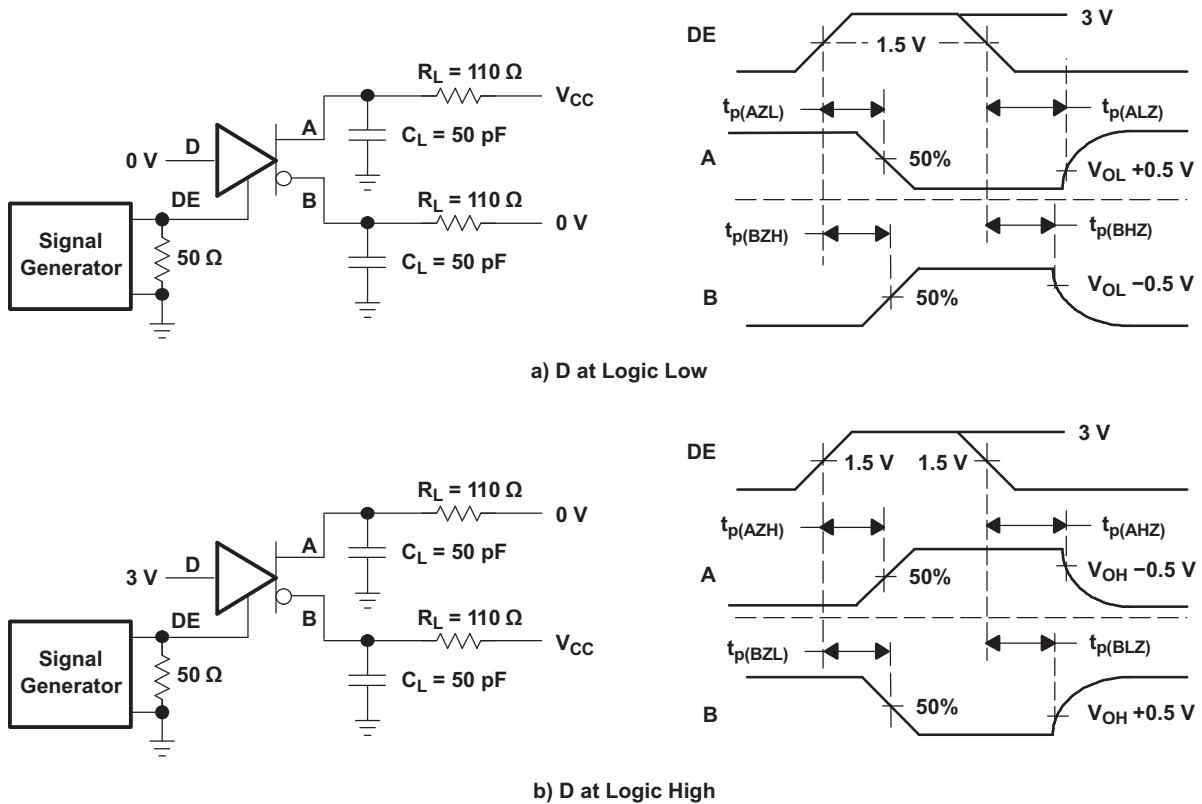 R_L = 110 Ω
V_CC
A
C_L = 50 pF
D
0 V
DE
B
R_L = 110 Ω
0 V
C_L = 50 pF
Signal
Generator
50 Ω
DE
3 V
1.5 V
t_p(AZL)
t_p(ALZ)
A
50%
V_OL +0.5 V
t_p(BZH)
t_p(BHZ)
B
50%
V_OL −0.5 V
a) D at Logic Low
R_L = 110 Ω
0 V
A
C_L = 50 pF
D
3 V
DE
B
R_L = 110 Ω
V_CC
C_L = 50 pF
Signal
Generator
50 Ω
DE
3 V
1.5 V 1.5 V
t_p(AZH)
t_p(AHZ)
A
50%
V_OH −0.5 V
t_p(BZL)
t_p(BLZ)
B
50%
V_OH +0.5 V
b) D at Logic High